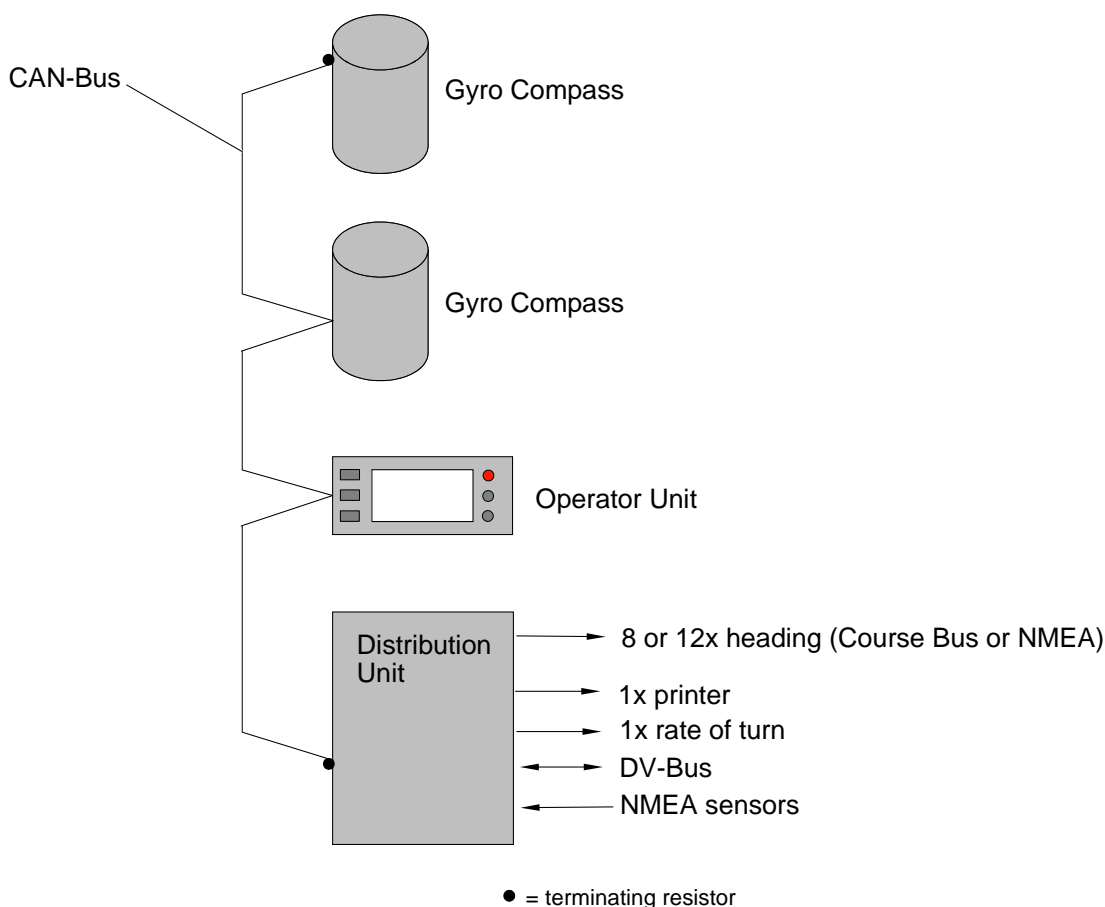 CAN-Bus
Gyro Compass
Gyro Compass
Operator Unit
Distribution
Unit
8 or 12x heading (Course Bus or NMEA)
1x printer
1x rate of turn
DV-Bus
NMEA sensors
= terminating resistor